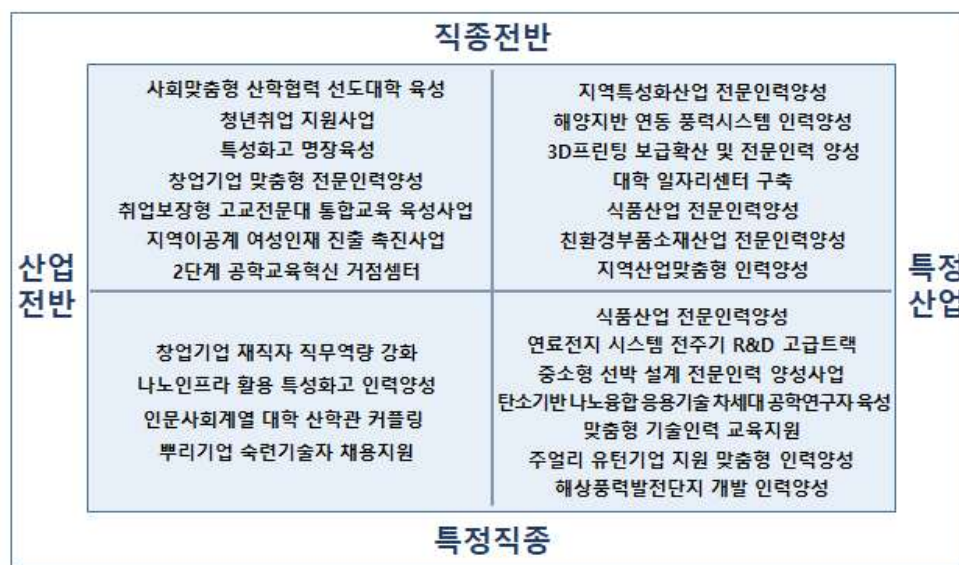 직종전반
사회맞춤형 산학협력 선도대학 육성
청년취업 지원사업
특성화고 명장육성
창업기업 맞춤형 전문인력양성
취업보장형 고교전문대 통합교육 육성사업
지역이공계 여성인재 진출 촉진사업
2단계 공학교육혁신 거점셈터
지역특성화산업 전문인력양성
해양지반 연동 풍력시스템 인력양성
3D프린팅 보급확산 및 전문인력 양성
대학 일자리센터 구축
식품산업 전문인력양성
친환경부품소재산업 전문인력양성
지역산업맞춤형 인력양성
산업
전반
특정
산업
창업기업 재직자 직무역량 강화
나노인프라 활용 특성화고 인력양성
인문사회계열 대학 산학관 커플링
뿌리기업 숙련기술자 채용지원
식품산업 전문인력양성
연료전지 시스템 전주기 R&D 고급트랙
중소형 선박 설계 전문인력 양성사업
탄소기반 나노융합 응용기술 차세대 공학연구자 육성
맞춤형 기술인력 교육지원
주얼리 유턴기업 지원 맞춤형 인력양성
해상풍력발전단지 개발 인력양성
특정직종